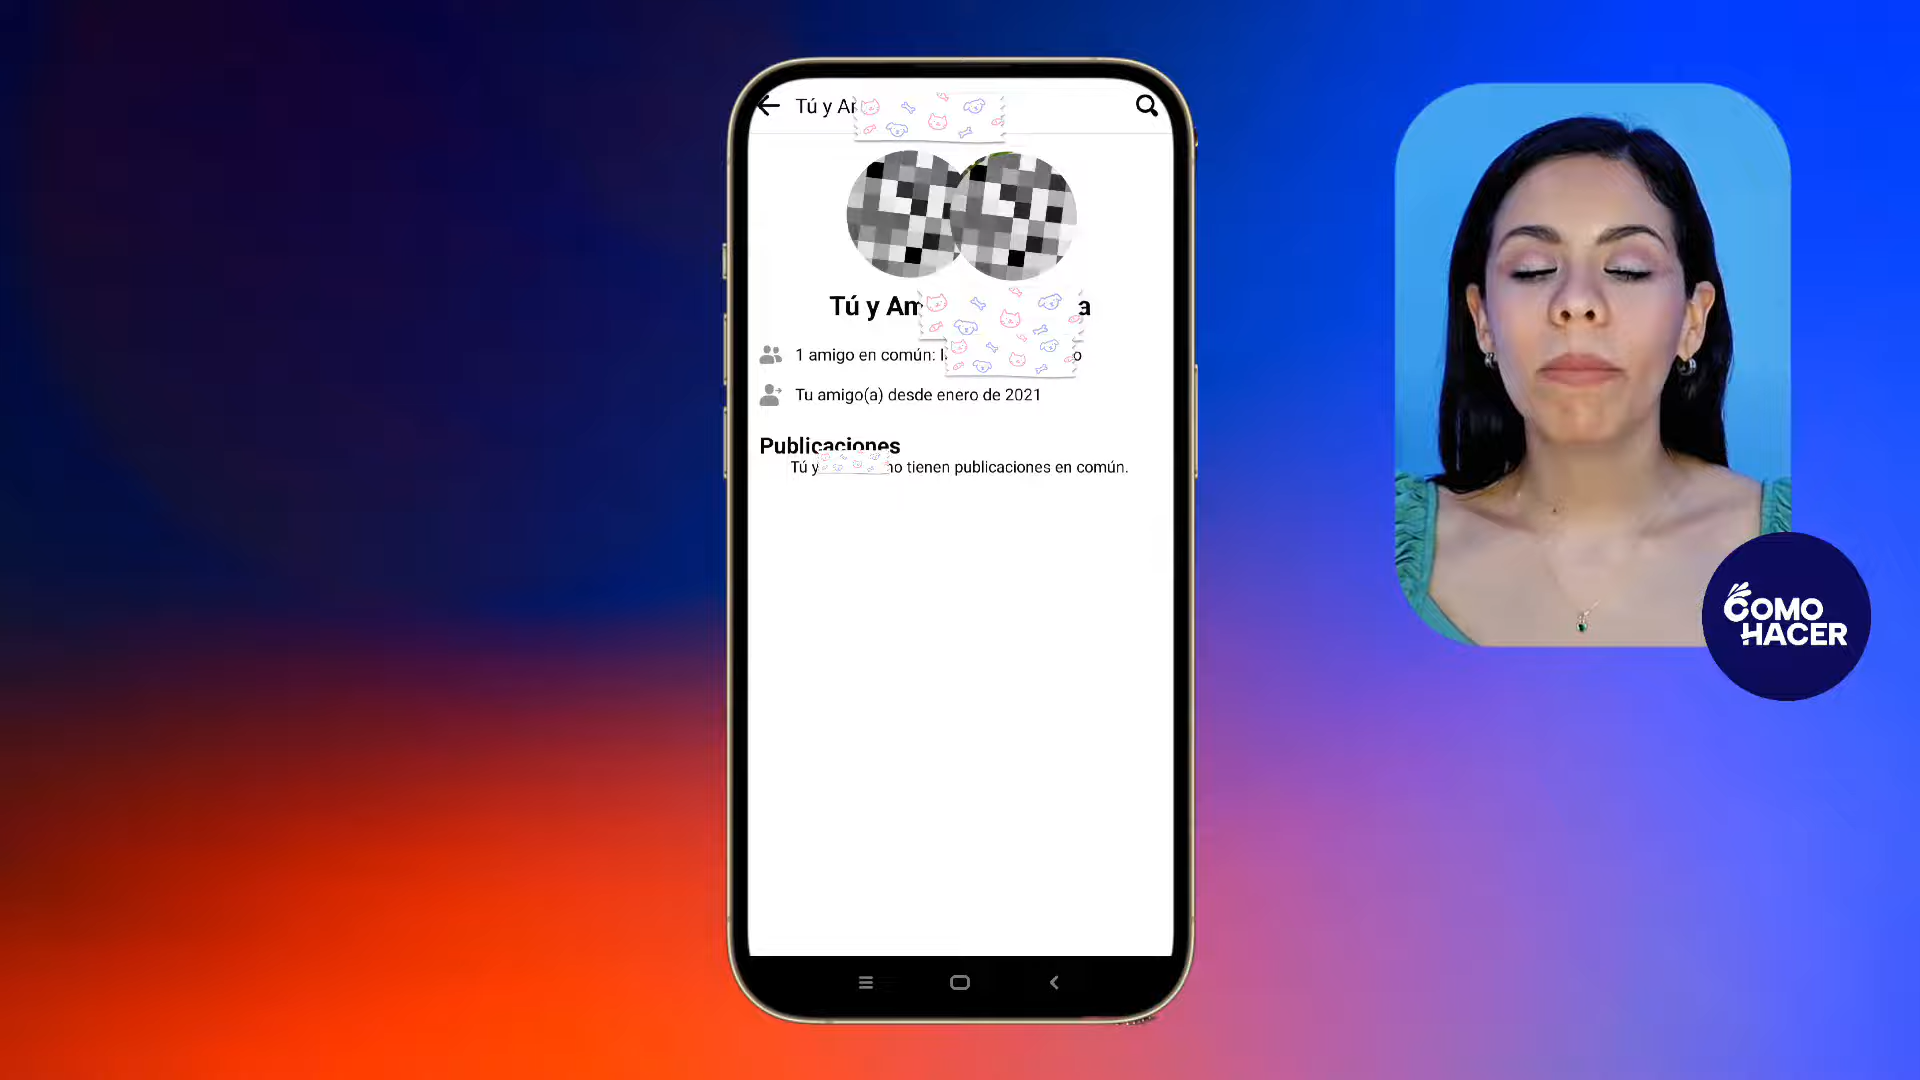 Tú y
Tú y
1 amigo en común:
Tu amigo(a) desde enero de 2021
Publicaciones
Tú y no tienen publicaciones en común.
COMO
HACER